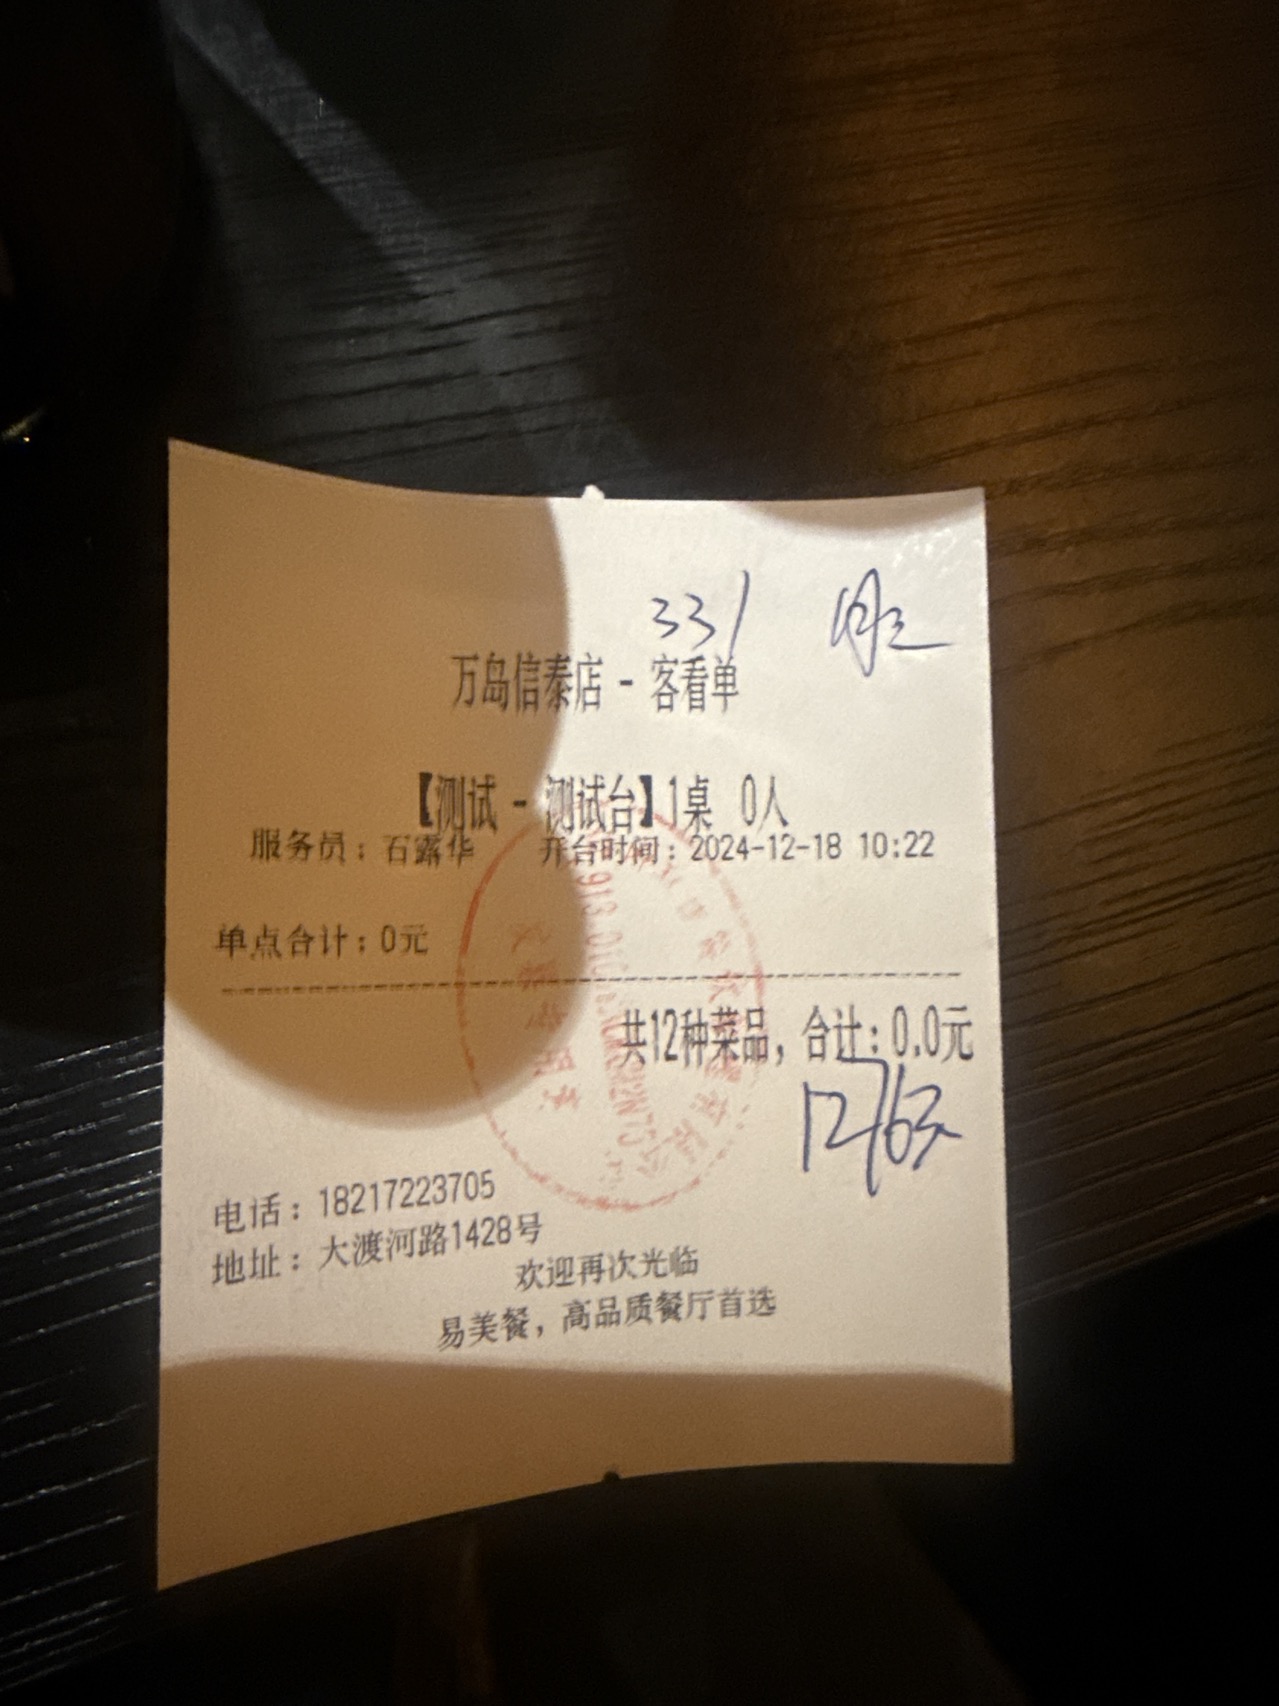 331
万岛信泰店 - 客看单
【测试 - 测试台】1桌 0人
服务员：石露华 开台时间：2024-12-18 10:22
单点合计：0元
共12种菜品，合计：0.0元
电话：18217223705
地址：大渡河路1428号
欢迎再次光临
易美餐，高品质餐厅首选